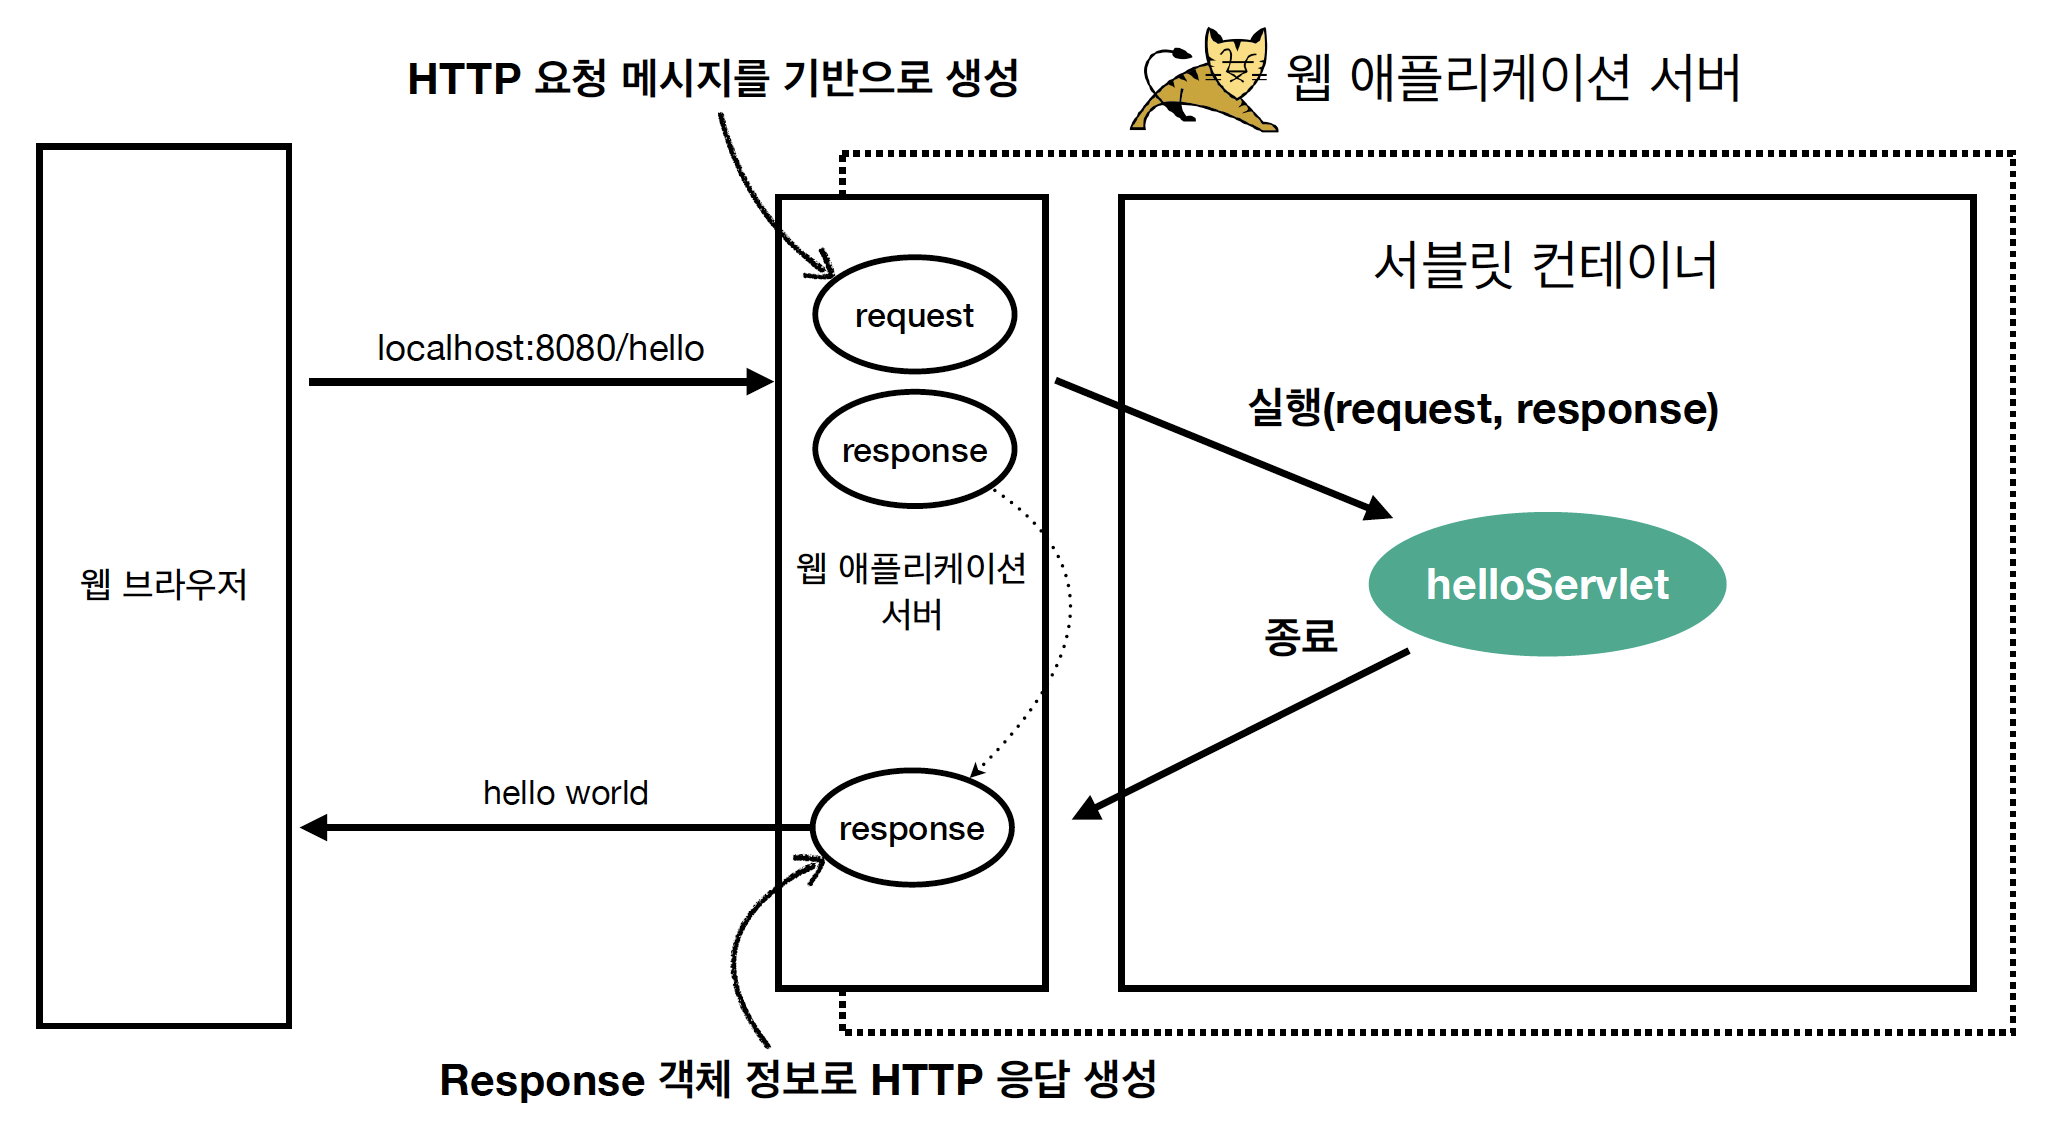 HTTP 요청 메시지를 기반으로 생성
웹 애플리케이션 서버
서블릿 컨테이너
request
localhost:8080/hello
실행(request, response)
response
웹 브라우저
웹 애플리케이션
서버
helloServlet
종료
hello world
response
Response 객체 정보로 HTTP 응답 생성